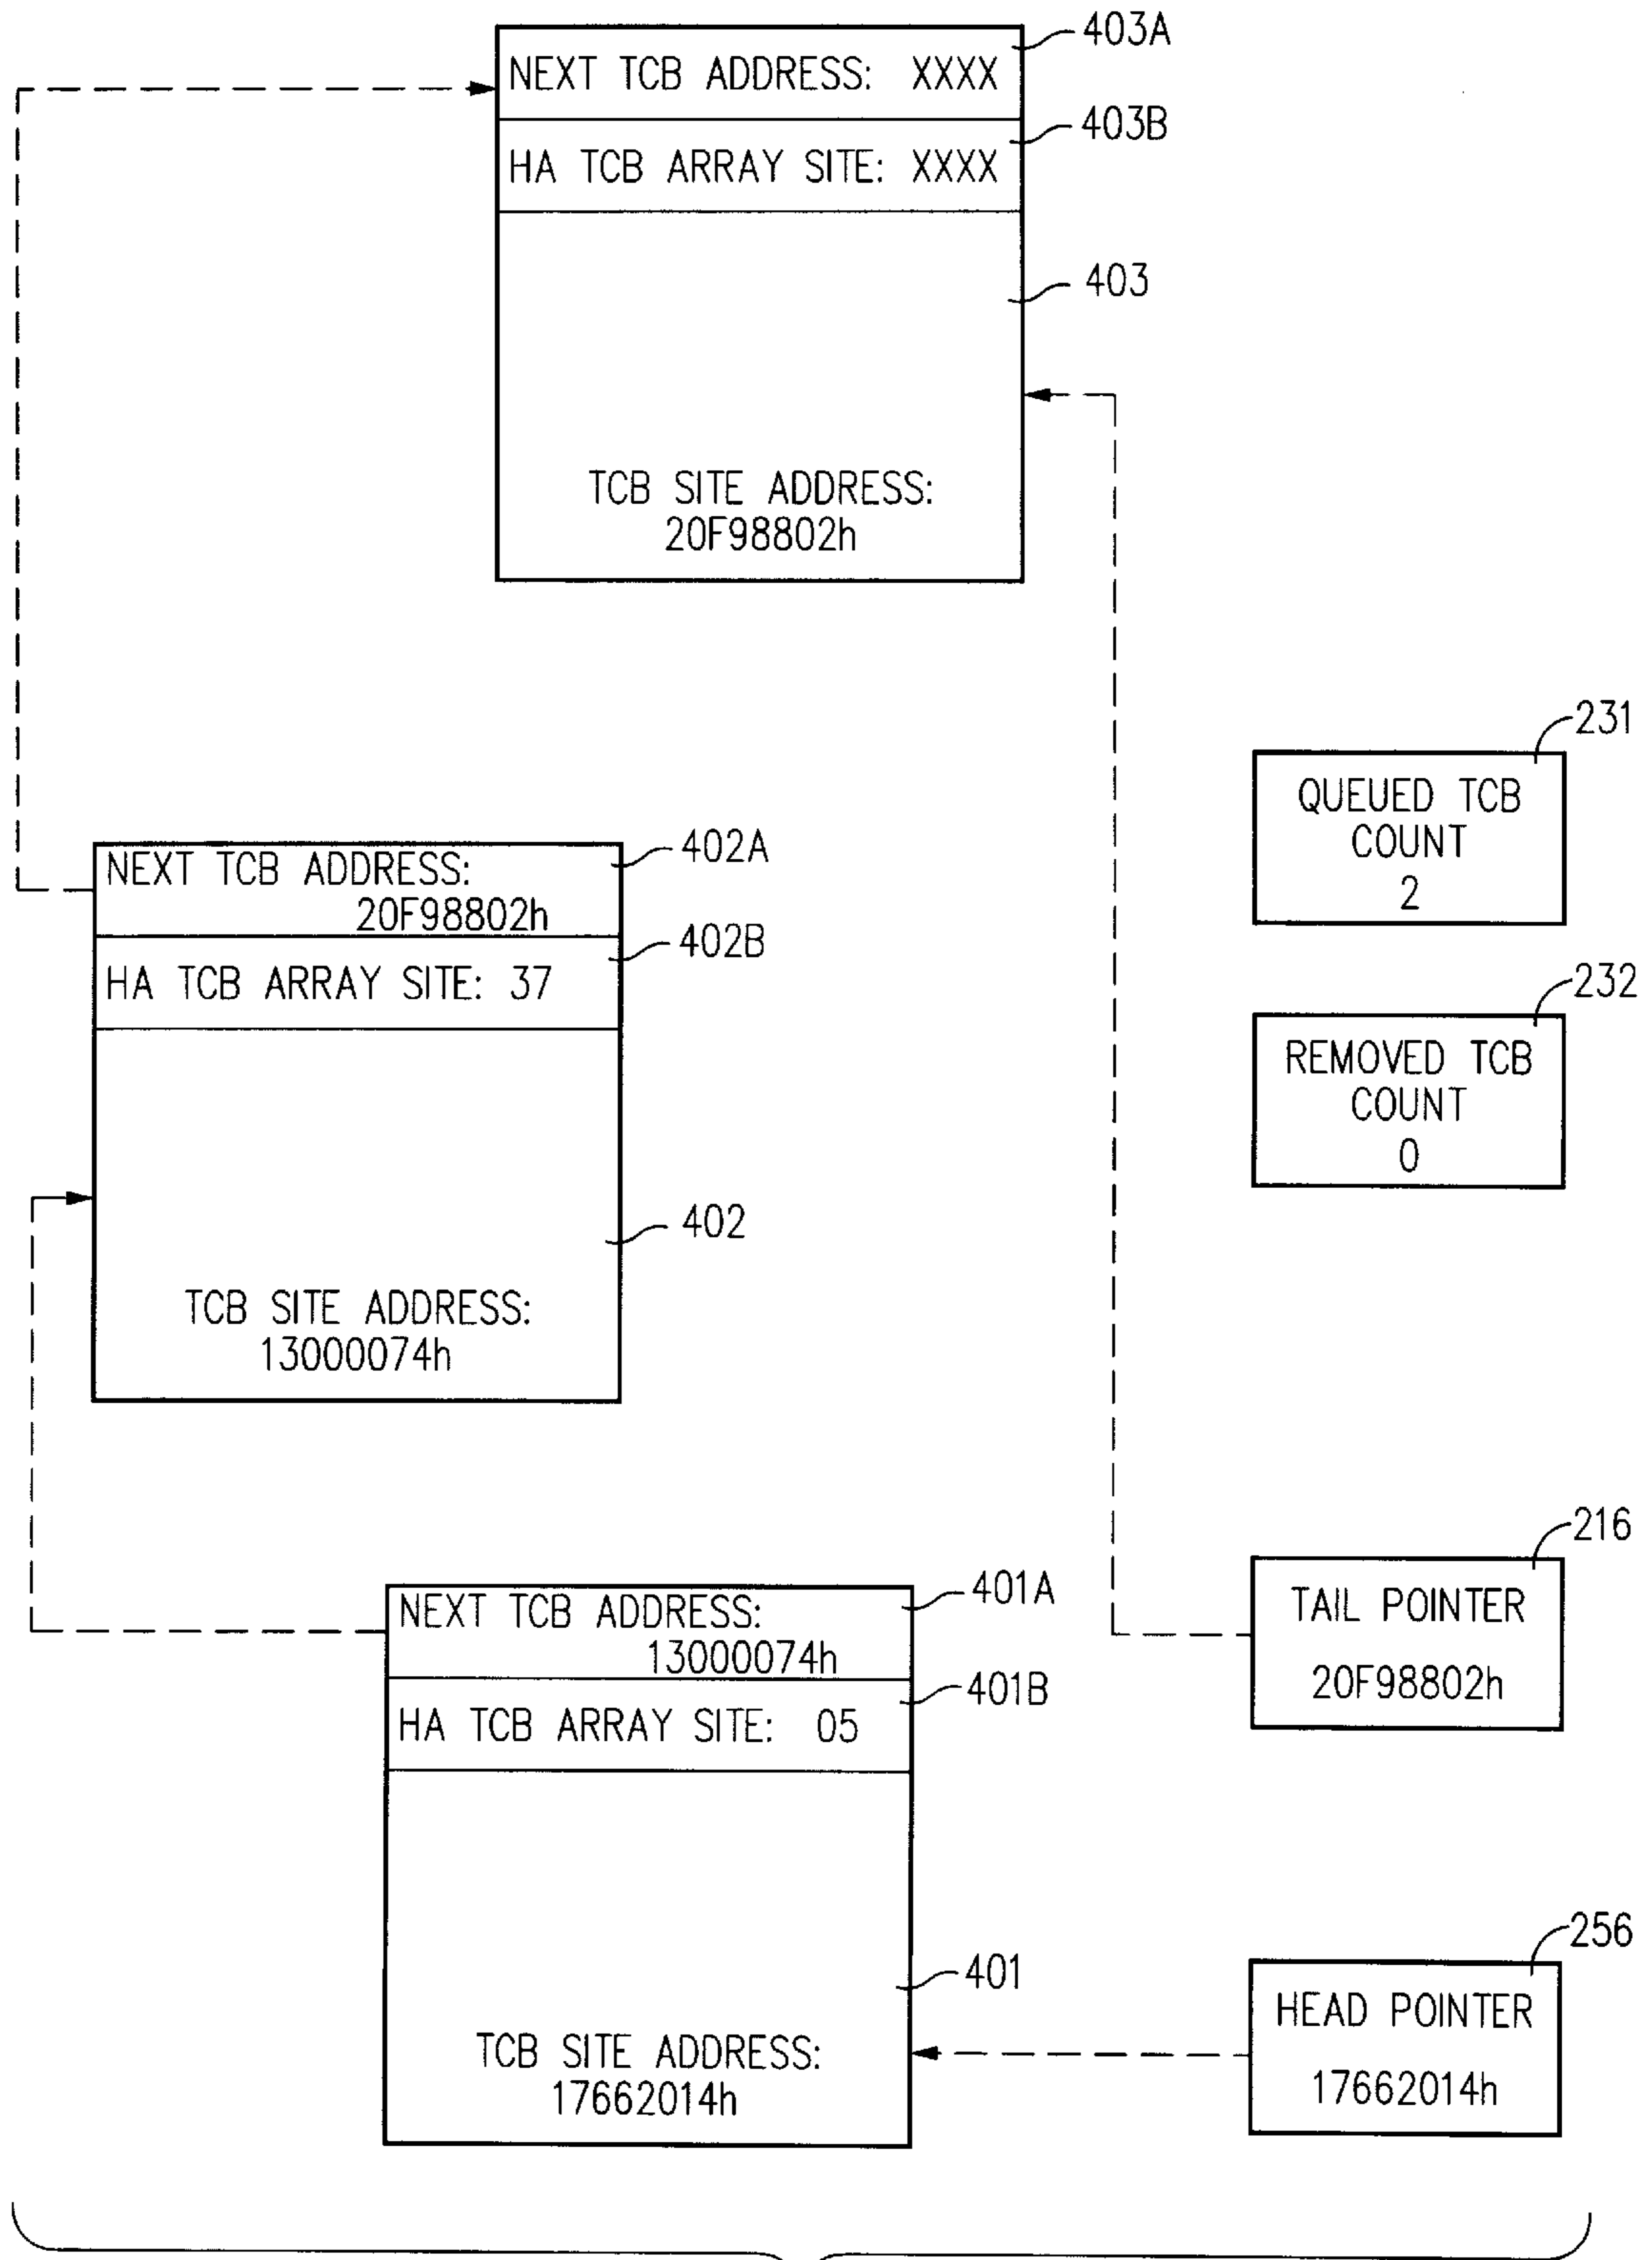 403A
NEXT TCB ADDRESS: XXXX
403B
HA TCB ARRAY SITE: XXXX
403
TCB SITE ADDRESS:
20F98802h
231
QUEUED TCB
COUNT
2
402A
NEXT TCB ADDRESS:
20F98802h
402B
HA TCB ARRAY SITE: 37
232
REMOVED TCB
COUNT
0
402
TCB SITE ADDRESS:
13000074h
216
TAIL POINTER
20F98802h
401A
NEXT TCB ADDRESS:
13000074h
401B
HA TCB ARRAY SITE: 05
256
HEAD POINTER
17662014h
401
TCB SITE ADDRESS:
17662014h